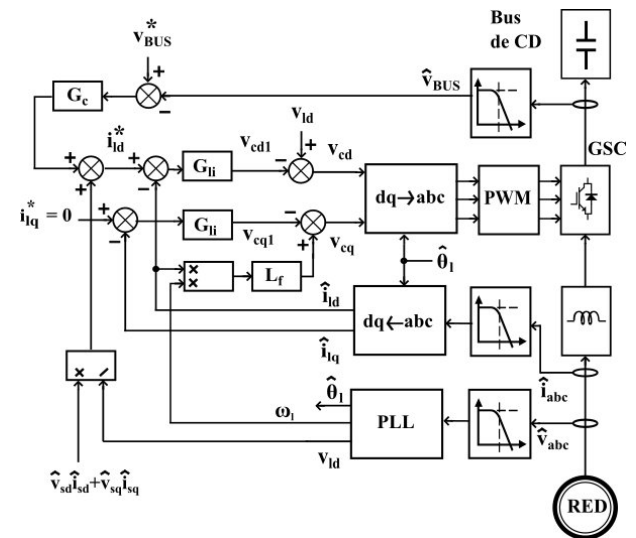 Bus
de CD
v*BUS
+
−
Gc
v̂BUS
GSC
i*ld
+
+
+
−
Gli
vcd1
vld
+
−
vcd
dq→abc
PWM
i*lq = 0
+
−
Gli
vcq1
−
+
vcq
×
×
Lf
θ̂l
îld
dq←abc
îlq
îabc
× /
θ̂l
ωl
vld
PLL
v̂abc
v̂sdîsd+v̂sqîsq
RED